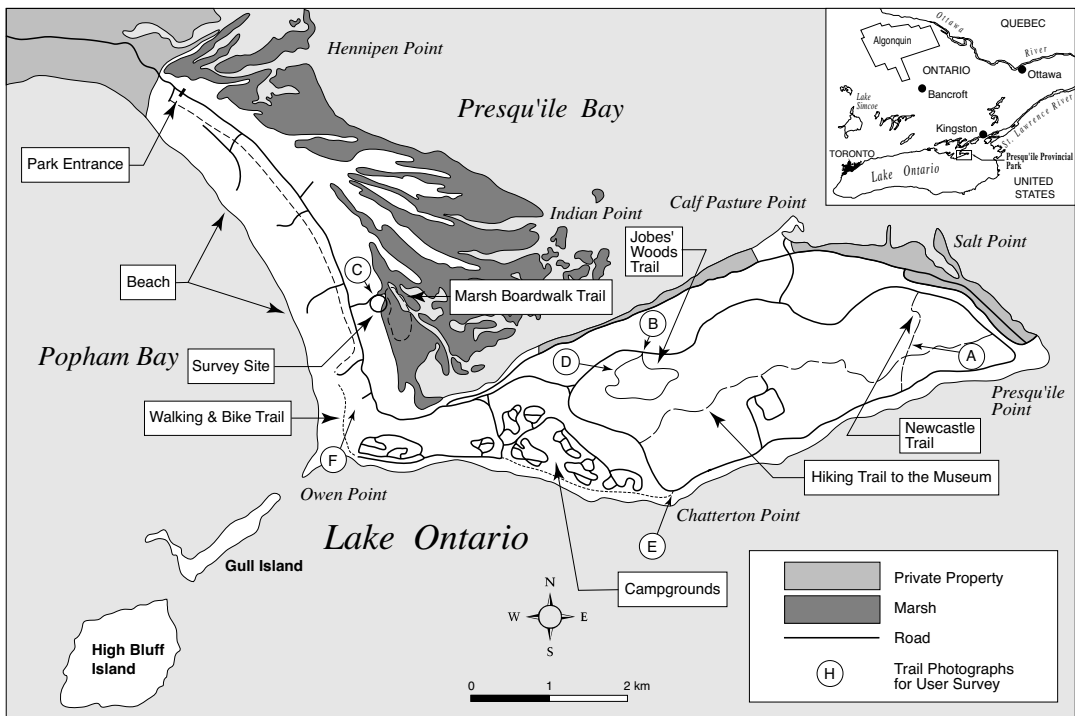 Hennipen Point
Presqu'ile Bay
Park Entrance
Indian Point
Calf Pasture Point
Jobes'
Woods
Trail
Salt Point
Beach
C
Marsh Boardwalk Trail
B
D
A
Popham Bay
Survey Site
Walking & Bike Trail
F
Presqu'ile
Point
Newcastle
Trail
Hiking Trail to the Museum
Owen Point
Chatterton Point
E
Lake Ontario
Gull Island
Campgrounds
High Bluff
Island
N
W
E
S
0
1
2 km
Private Property
Marsh
Road
H
Trail Photographs
for User Survey
QUEBEC
Ottawa
River
Algonquin
Ottawa
ONTARIO
Bancroft
Lake
Simcoe
Kingston
St. Lawrence River
TORONTO
Lake Ontario
Presqu'ile Provincial
Park
UNITED
STATES